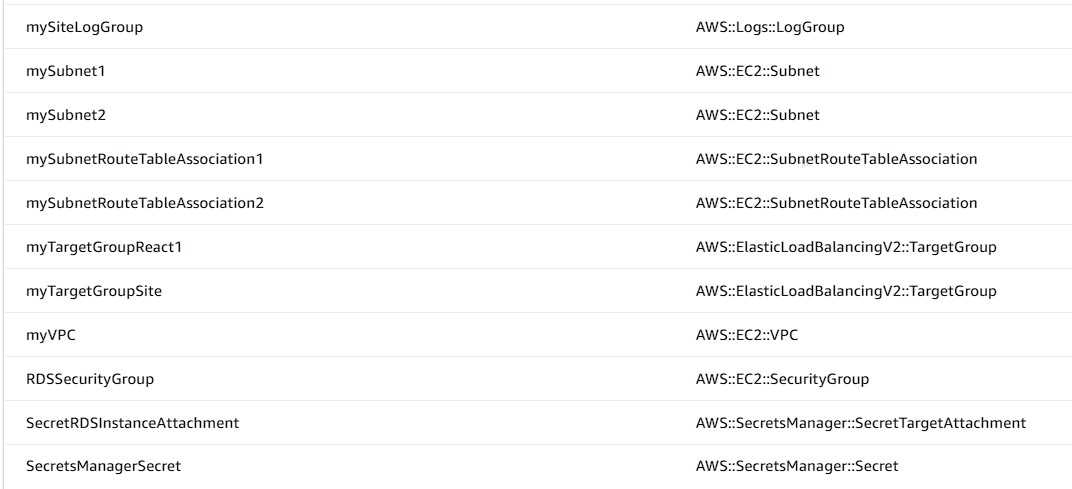 mySiteLogGroup AWS::Logs::LogGroup
mySubnet1 AWS::EC2::Subnet
mySubnet2 AWS::EC2::Subnet
mySubnetRouteTableAssociation1 AWS::EC2::SubnetRouteTableAssociation
mySubnetRouteTableAssociation2 AWS::EC2::SubnetRouteTableAssociation
myTargetGroupReact1 AWS::ElasticLoadBalancingV2::TargetGroup
myTargetGroupSite AWS::ElasticLoadBalancingV2::TargetGroup
myVPC AWS::EC2::VPC
RDSSecurityGroup AWS::EC2::SecurityGroup
SecretRDSInstanceAttachment AWS::SecretsManager::SecretTargetAttachment
SecretsManagerSecret AWS::SecretsManager::Secret